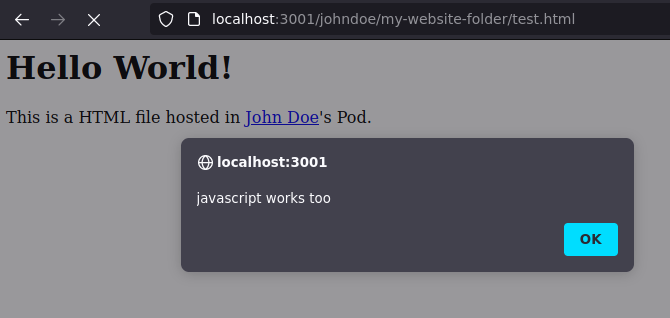 localhost:3001/johndoe/my-website-folder/test.html
Hello World!
This is a HTML file hosted in John Doe's Pod.
localhost:3001
javascript works too
OK